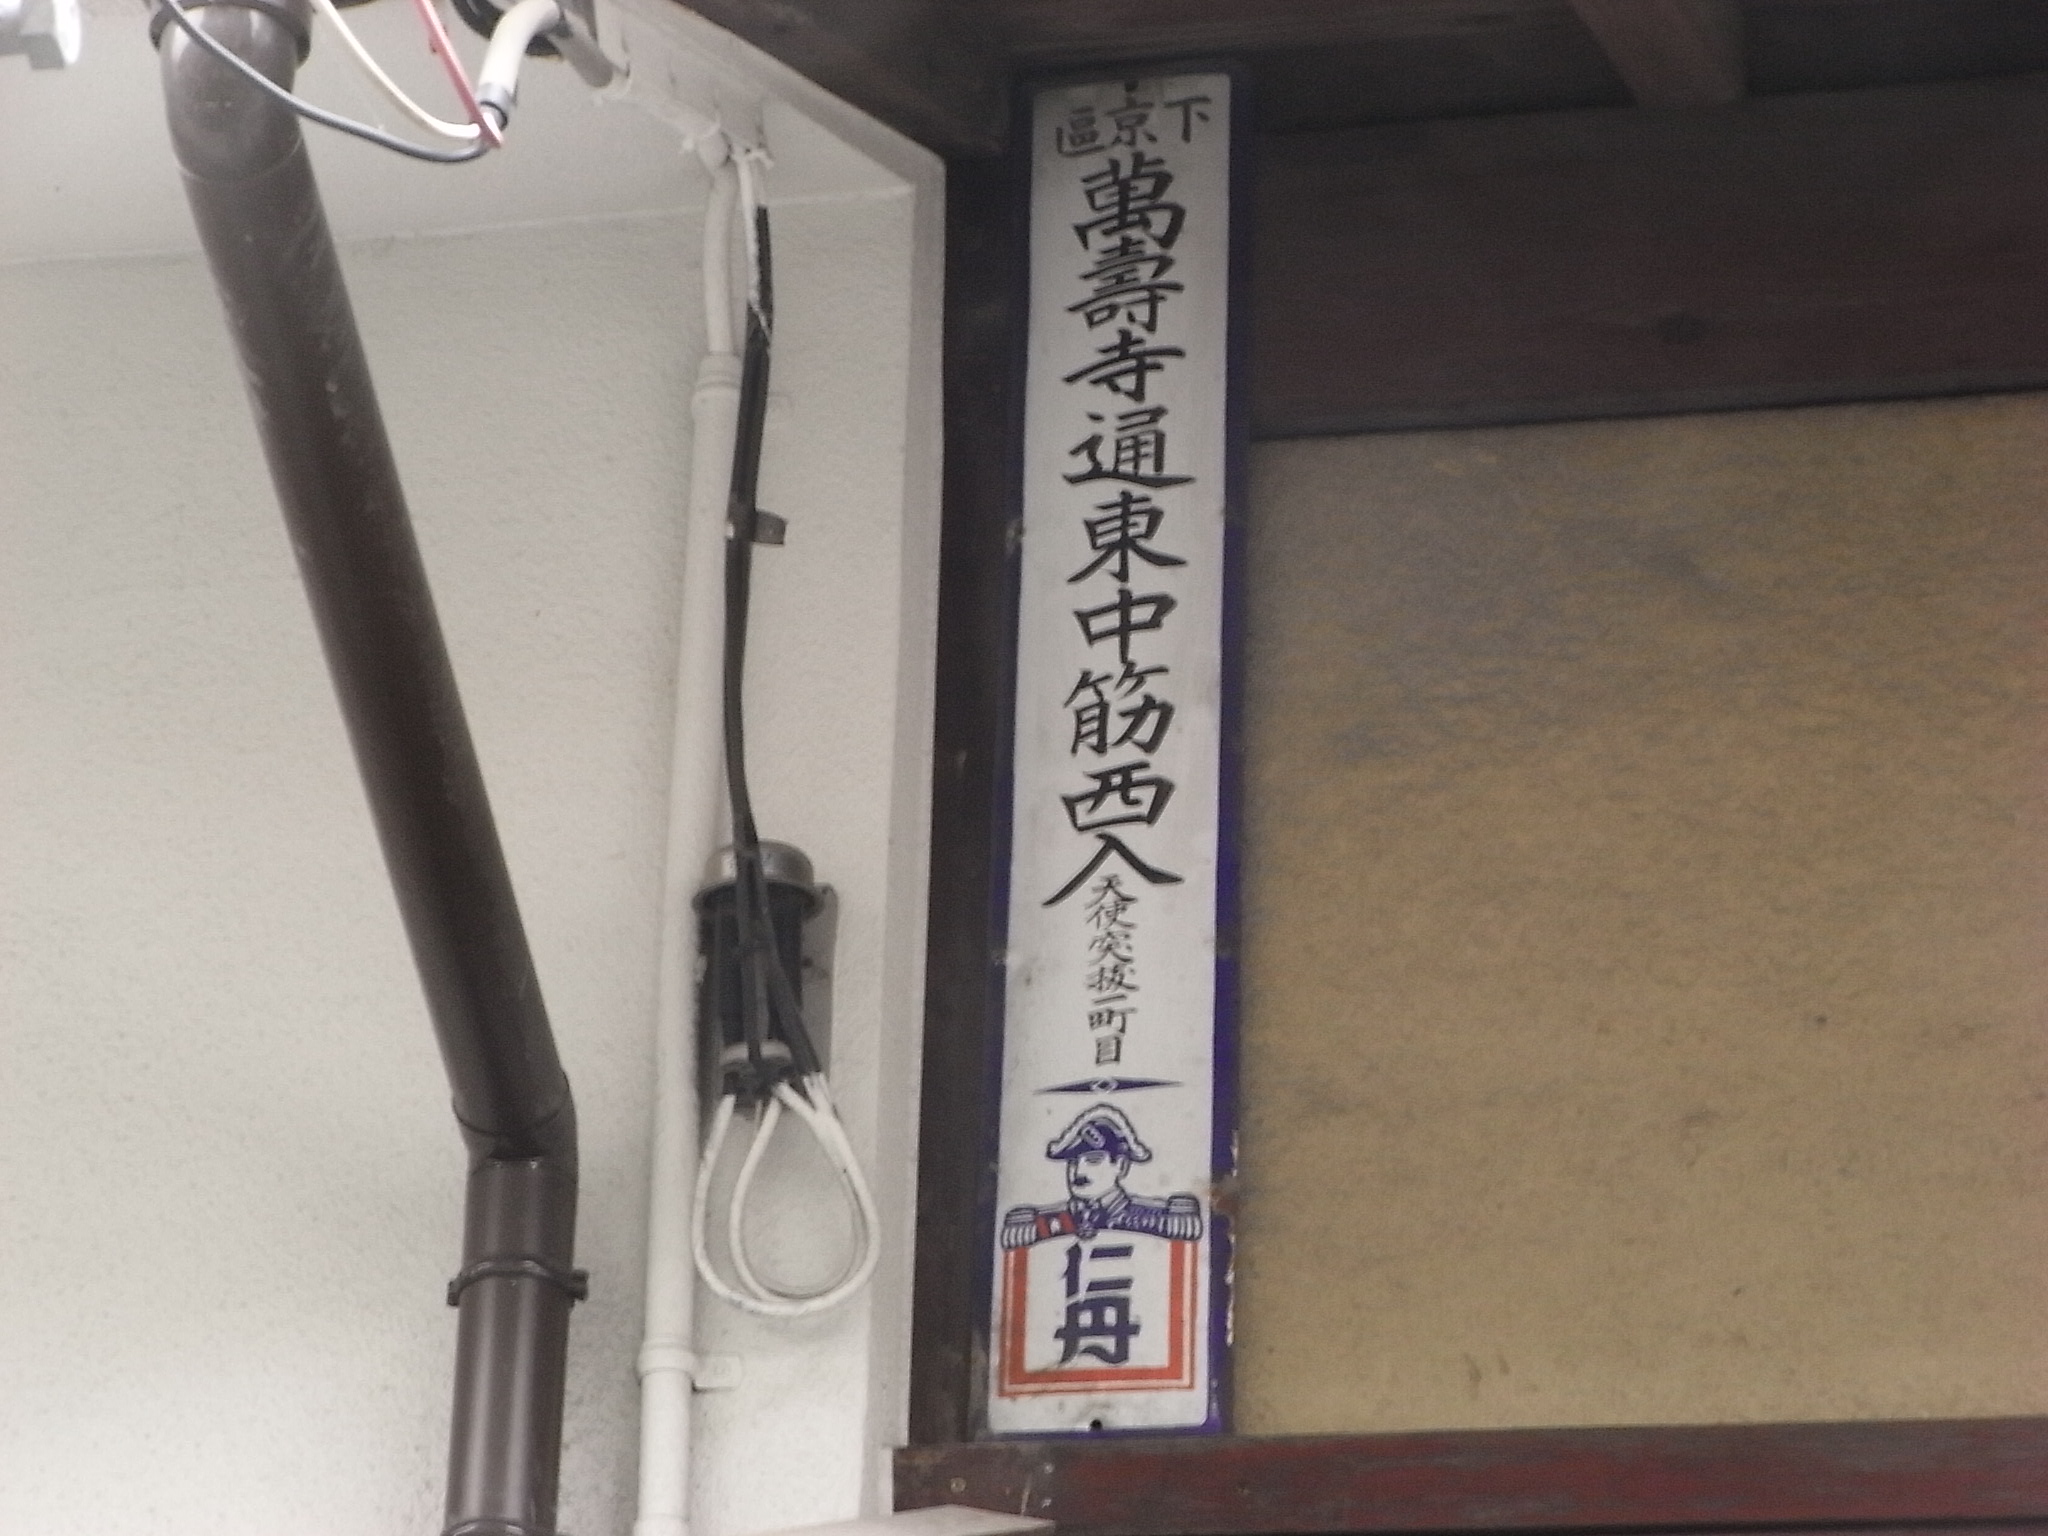 下京區
萬壽寺通東中筋西入
天使突抜一町目
仁丹